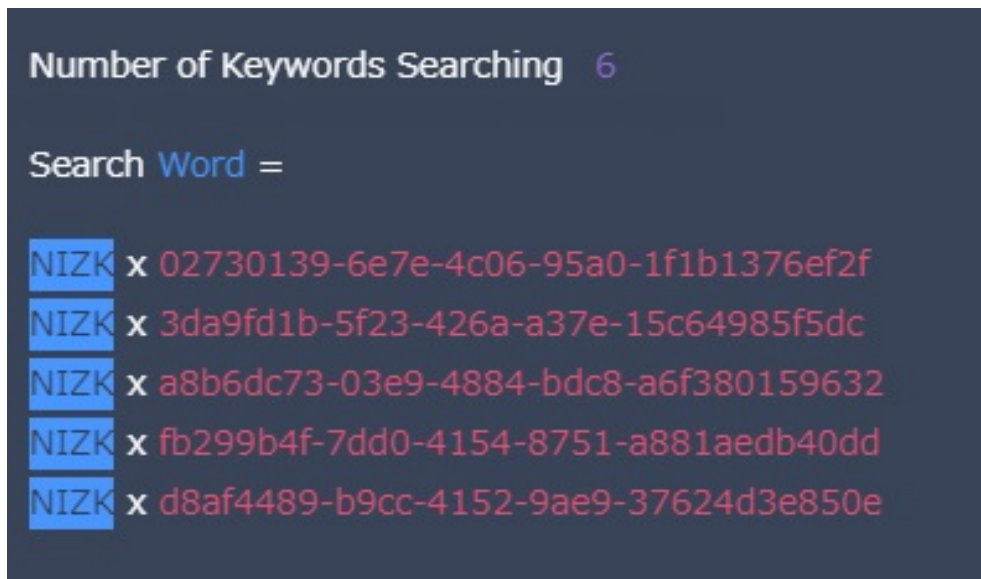 Number of Keywords Searching 6
Search Word =
NIZK x 02730139-6e7e-4c06-95a0-1f1b1376ef2f
NIZK x 3da9fd1b-5f23-426a-a37e-15c64985f5dc
NIZK x a8b6dc73-03e9-4884-bdc8-a6f380159632
NIZK x fb299b4f-7dd0-4154-8751-a881aedb40dd
NIZK x d8af4489-b9cc-4152-9ae9-37624d3e850e